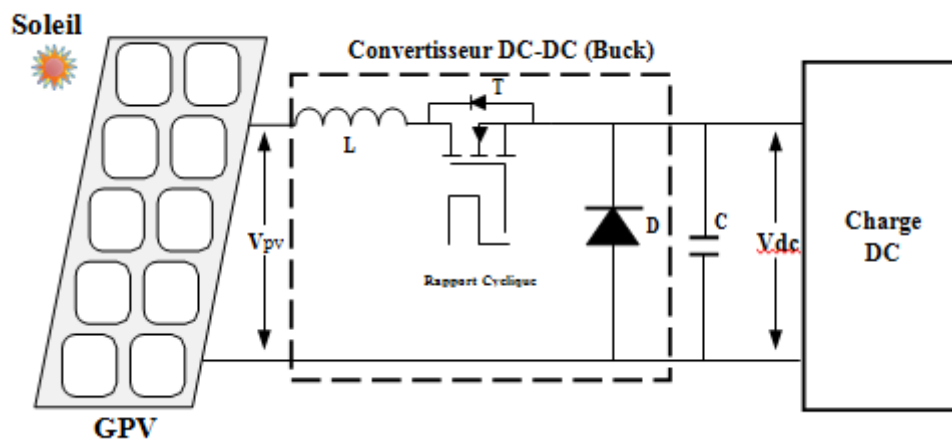 Soleil
Convertisseur DC-DC (Buck)
T
L
Vpv
D
C
Vdc
Charge
DC
Rapport Cyclique
GPV